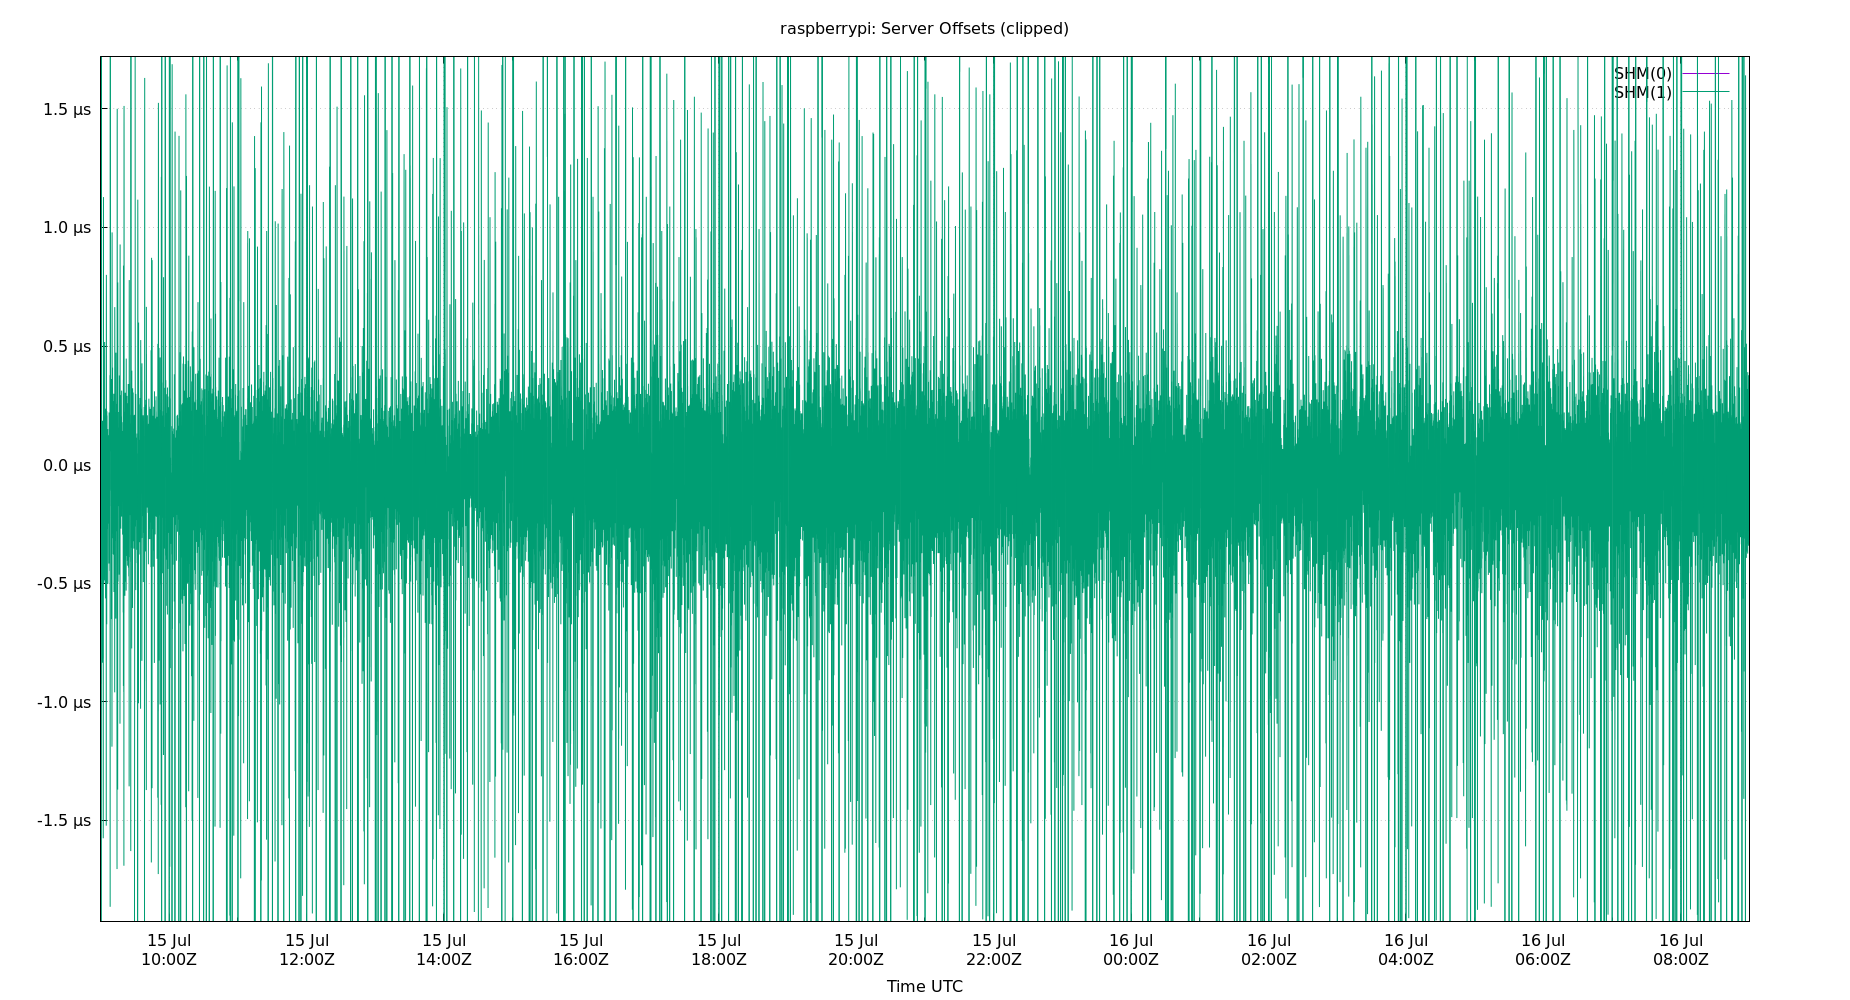 raspberrypi: Server Offsets (clipped)
SHM(0)
SHM(1)
1.5 µs
1.0 µs
0.5 µs
0.0 µs
-0.5 µs
-1.0 µs
-1.5 µs
15 Jul 15 Jul 15 Jul 15 Jul 15 Jul 15 Jul 15 Jul 16 Jul 16 Jul 16 Jul 16 Jul 16 Jul
10:00Z 12:00Z 14:00Z 16:00Z 18:00Z 20:00Z 22:00Z 00:00Z 02:00Z 04:00Z 06:00Z 08:00Z
Time UTC